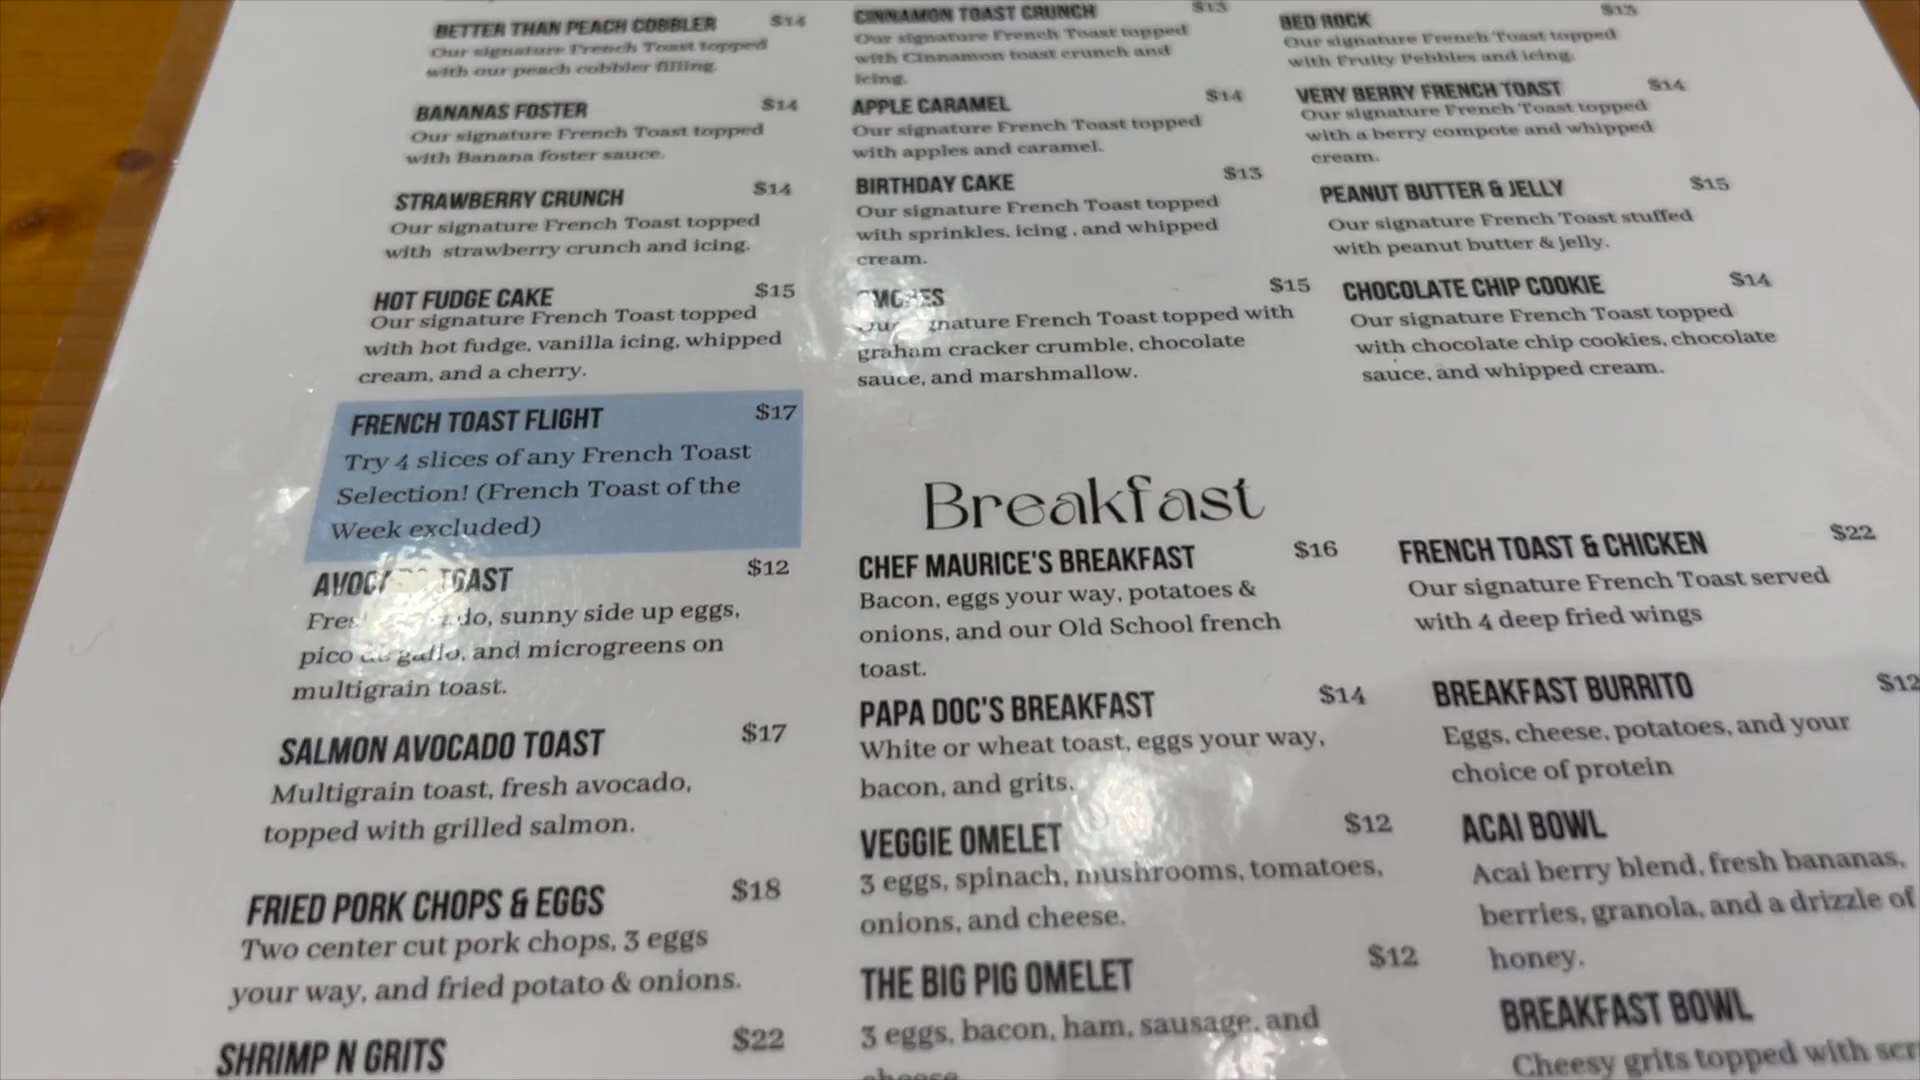 BETTER THAN PEACH COBBLER $14
Our signature French Toast topped
with our peach cobbler filling.
BANANAS FOSTER $14
Our signature French Toast topped
with Banana foster sauce.
STRAWBERRY CRUNCH $14
Our signature French Toast topped
with strawberry crunch and icing.
HOT FUDGE CAKE $15
Our signature French Toast topped
with hot fudge, vanilla icing, whipped
cream, and a cherry.
FRENCH TOAST FLIGHT $17
Try 4 slices of any French Toast
Selection! (French Toast of the
Week excluded)
AVOCADO TOAST $12
do, sunny side up eggs,
pico de gallo, and microgreens on
multigrain toast.
SALMON AVOCADO TOAST $17
Multigrain toast, fresh avocado,
topped with grilled salmon.
FRIED PORK CHOPS & EGGS $18
Two center cut pork chops, 3 eggs
your way, and fried potato & onions.
SHRIMP N GRITS $22
CINNAMON TOAST CRUNCH $13
Our signature French Toast topped
with Cinnamon toast crunch and
icing.
APPLE CARAMEL $14
Our signature French Toast topped
with apples and caramel.
BIRTHDAY CAKE $13
Our signature French Toast topped
with sprinkles, icing , and whipped
cream.
SMORES $15
Our signature French Toast topped with
graham cracker crumble, chocolate
sauce, and marshmallow.
BED ROCK $13
Our signature French Toast topped
with Fruity Pebbles and icing.
VERY BERRY FRENCH TOAST $14
Our signature French Toast topped
with a berry compote and whipped
cream.
PEANUT BUTTER & JELLY $15
Our signature French Toast stuffed
with peanut butter & jelly.
CHOCOLATE CHIP COOKIE $14
Our signature French Toast topped
with chocolate chip cookies, chocolate
sauce, and whipped cream.
Breakfast
CHEF MAURICE'S BREAKFAST $16
Bacon, eggs your way, potatoes &
onions, and our Old School french
toast.
PAPA DOC'S BREAKFAST $14
White or wheat toast, eggs your way,
bacon, and grits.
VEGGIE OMELET $12
3 eggs, spinach, mushrooms, tomatoes,
onions, and cheese.
THE BIG PIG OMELET $12
3 eggs, bacon, ham, sausage, and
cheese
FRENCH TOAST & CHICKEN $22
Our signature French Toast served
with 4 deep fried wings
BREAKFAST BURRITO $12
Eggs, cheese, potatoes, and your
choice of protein
ACAI BOWL
Acai berry blend, fresh bananas,
berries, granola, and a drizzle of
honey.
BREAKFAST BOWL
Cheesy grits topped with scr